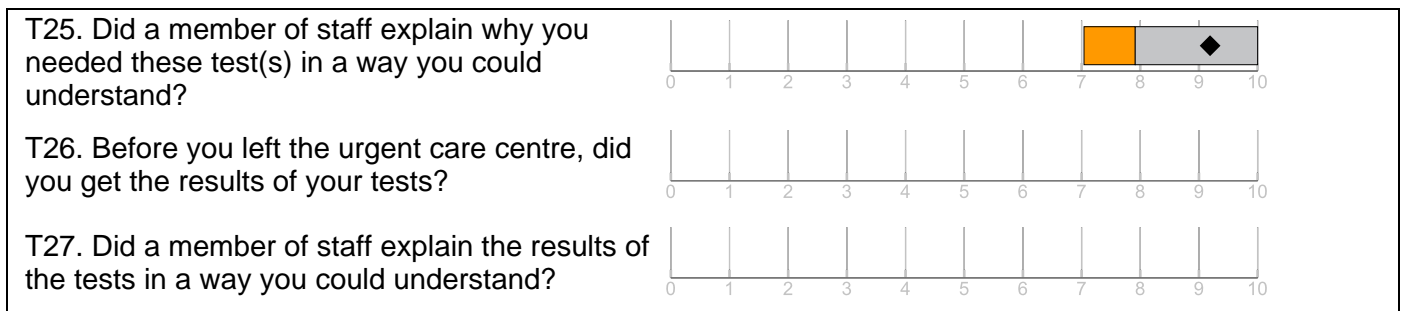 T25. Did a member of staff explain why you
needed these test(s) in a way you could
understand?
0 1 2 3 4 5 6 7 8 9 10
T26. Before you left the urgent care centre, did
you get the results of your tests?
0 1 2 3 4 5 6 7 8 9 10
T27. Did a member of staff explain the results of
the tests in a way you could understand?
0 1 2 3 4 5 6 7 8 9 10